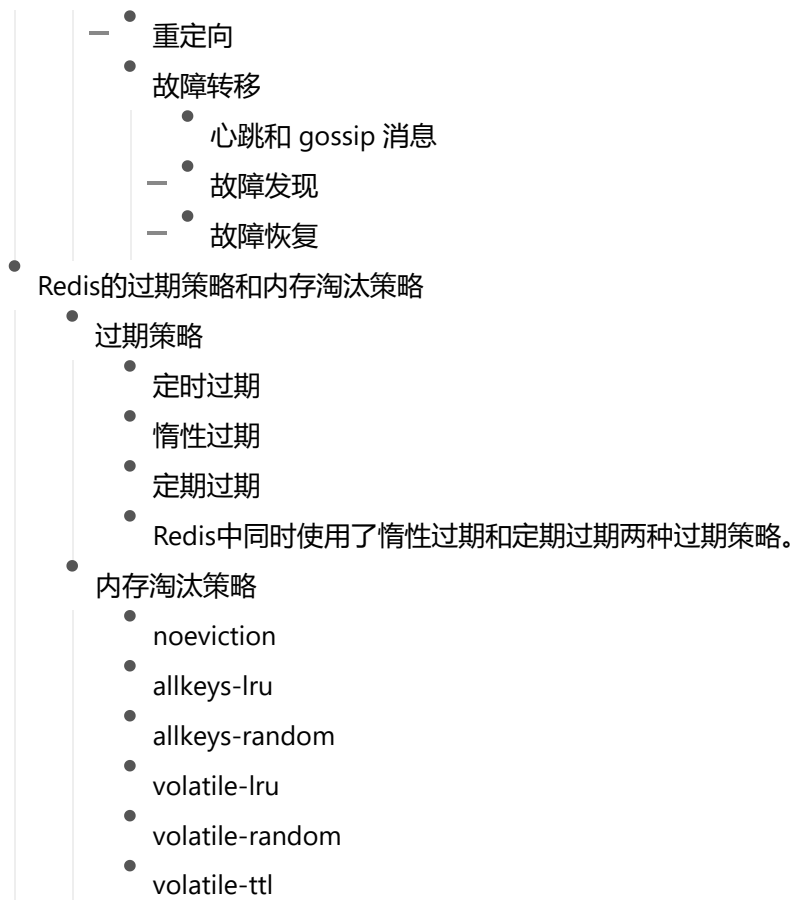 重定向
故障转移
心跳和 gossip 消息
故障发现
故障恢复
Redis的过期策略和内存淘汰策略
过期策略
定时过期
惰性过期
定期过期
Redis中同时使用了惰性过期和定期过期两种过期策略。
内存淘汰策略
noeviction
allkeys-lru
allkeys-random
volatile-lru
volatile-random
volatile-ttl